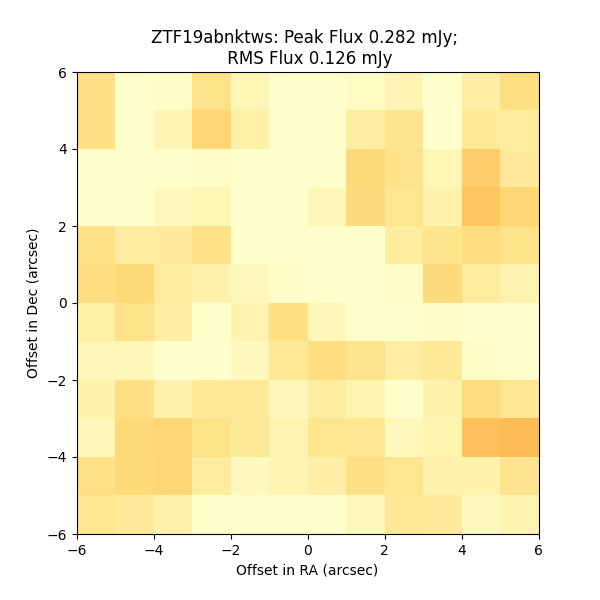 ZTF19abnktws: Peak Flux 0.282 mJy;
RMS Flux 0.126 mJy
6
4
2
0
−2
−4
−6
Offset in Dec (arcsec)
−6 −4 −2 0 2 4 6
Offset in RA (arcsec)